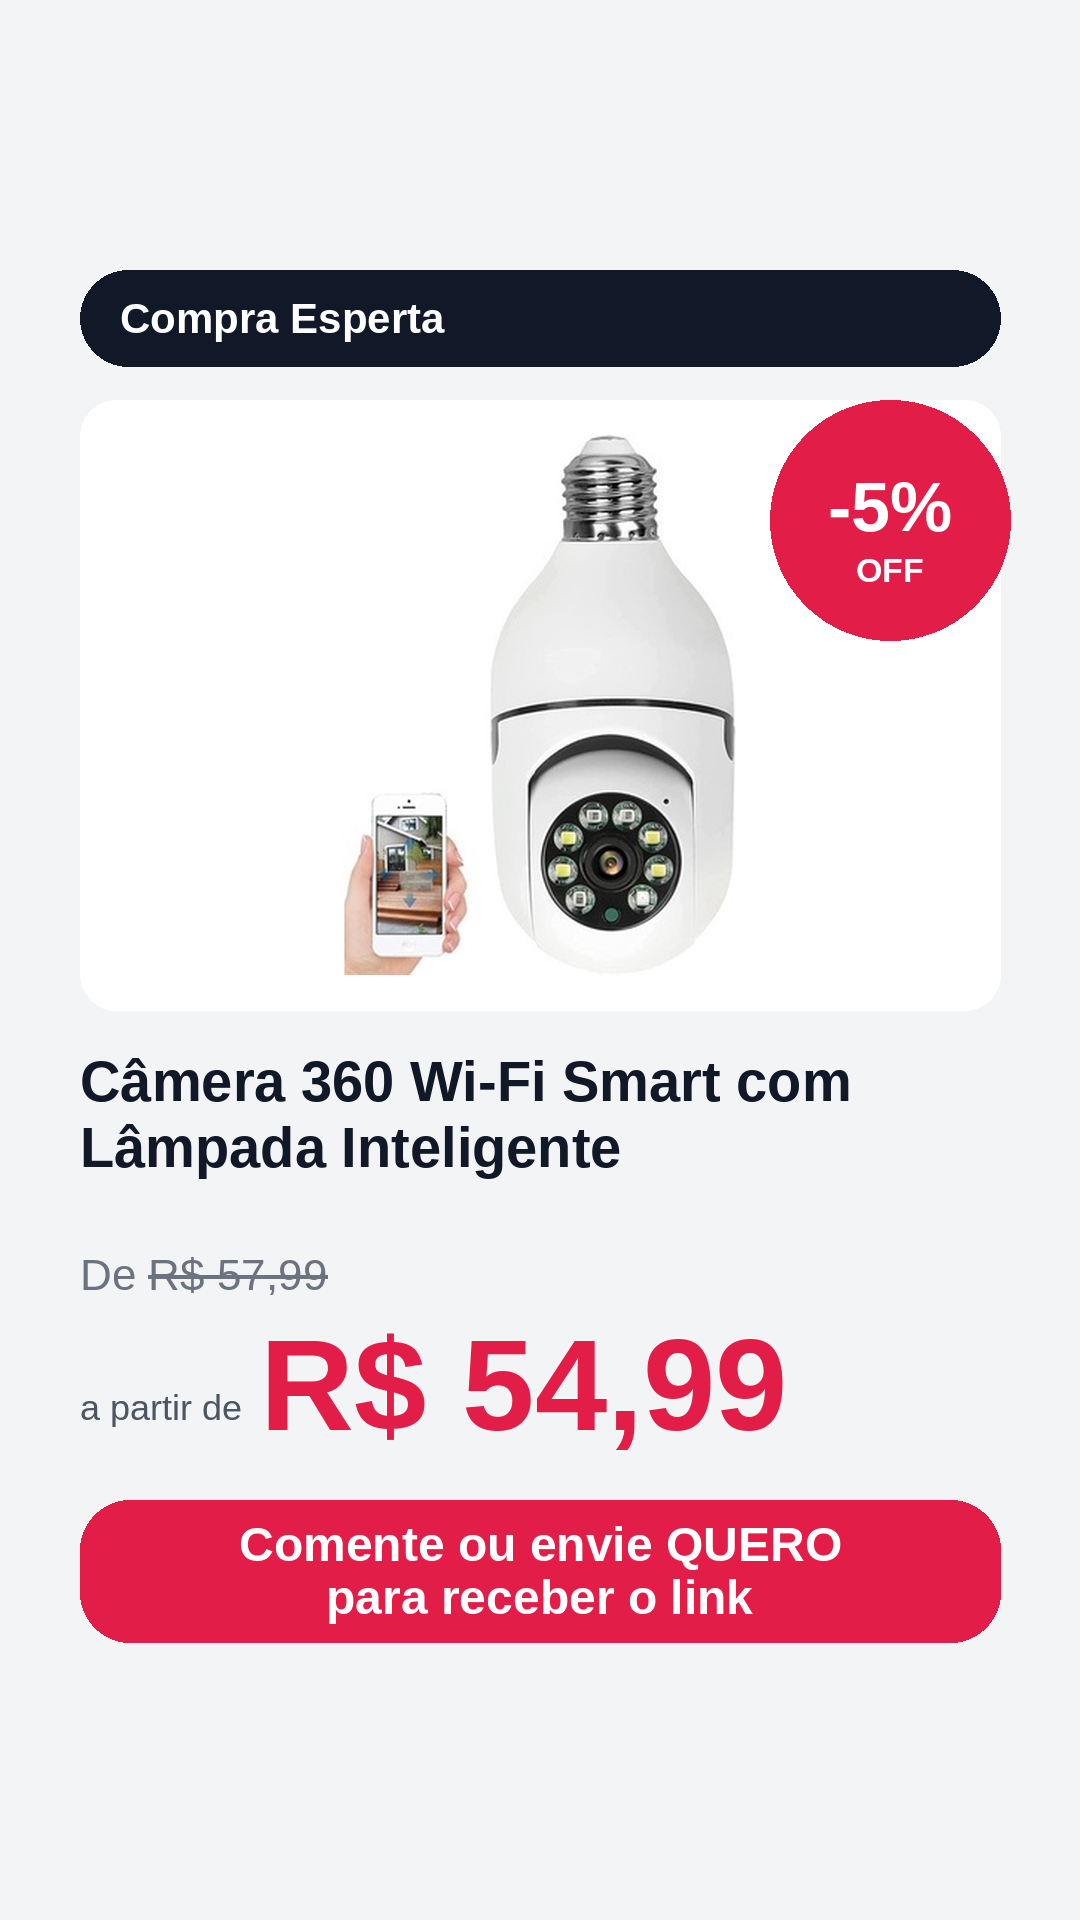 Compra Esperta
-5%
OFF
Câmera 360 Wi-Fi Smart com
Lâmpada Inteligente
De R$ 57,99
a partir de R$ 54,99
Comente ou envie QUERO
para receber o link